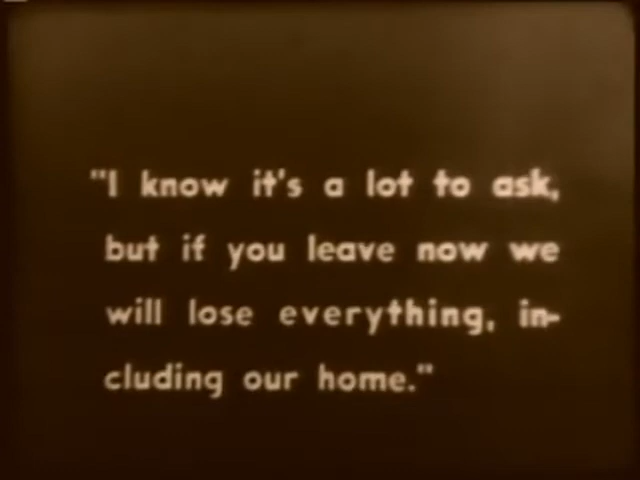 "I know it's a lot to ask,
but if you leave now we
will lose everything, in-
cluding our home."